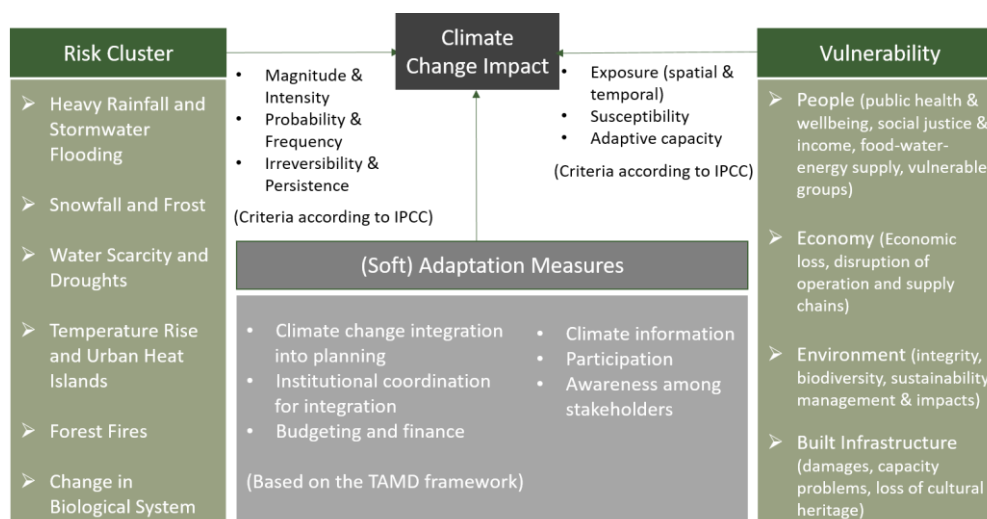 Risk Cluster
➢ Heavy Rainfall and
Stormwater
Flooding
➢ Snowfall and Frost
➢ Water Scarcity and
Droughts
➢ Temperature Rise
and Urban Heat
Islands
➢ Forest Fires
➢ Change in
Biological System
• Magnitude &
Intensity
• Probability &
Frequency
• Irreversibility &
Persistence
(Criteria according to IPCC)
Climate
Change Impact
• Exposure (spatial &
temporal)
• Susceptibility
• Adaptive capacity
(Criteria according to IPCC)
(Soft) Adaptation Measures
• Climate change integration
into planning
• Institutional coordination
for integration
• Budgeting and finance
• Climate information
• Participation
• Awareness among
stakeholders
(Based on the TAMD framework)
Vulnerability
➢ People (public health &
wellbeing, social justice &
income, food-water-
energy supply, vulnerable
groups)
➢ Economy (Economic
loss, disruption of
operation and supply
chains)
➢ Environment (integrity,
biodiversity, sustainability
management & impacts)
➢ Built Infrastructure
(damages, capacity
problems, loss of cultural
heritage)